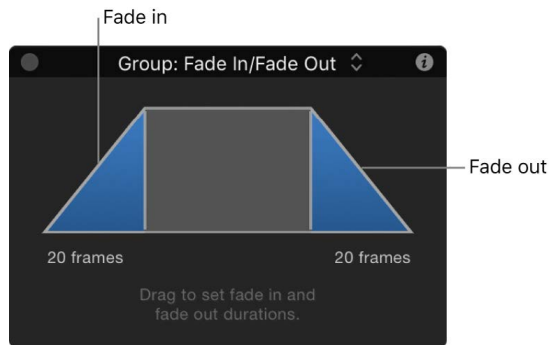 Fade in
Group: Fade In/Fade Out
Fade out
20 frames
20 frames
Drag to set fade in and
fade out durations.